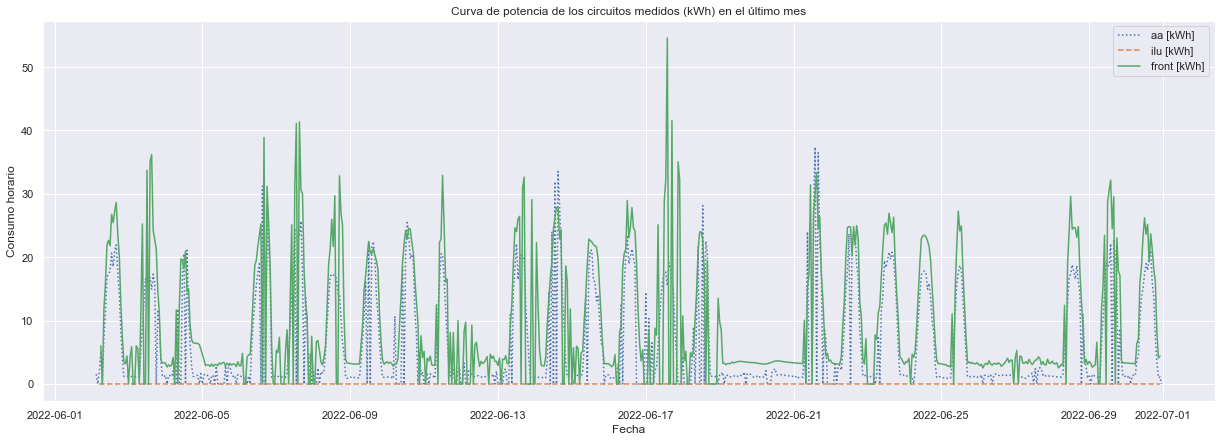 Curva de potencia de los circuitos medidos (kWh) en el último mes
aa [kWh]
ilu [kWh]
front [kWh]
Consumo horario
50
40
30
20
10
0
2022-06-01 2022-06-05 2022-06-09 2022-06-13 2022-06-17 2022-06-21 2022-06-25 2022-06-29 2022-07-01
Fecha